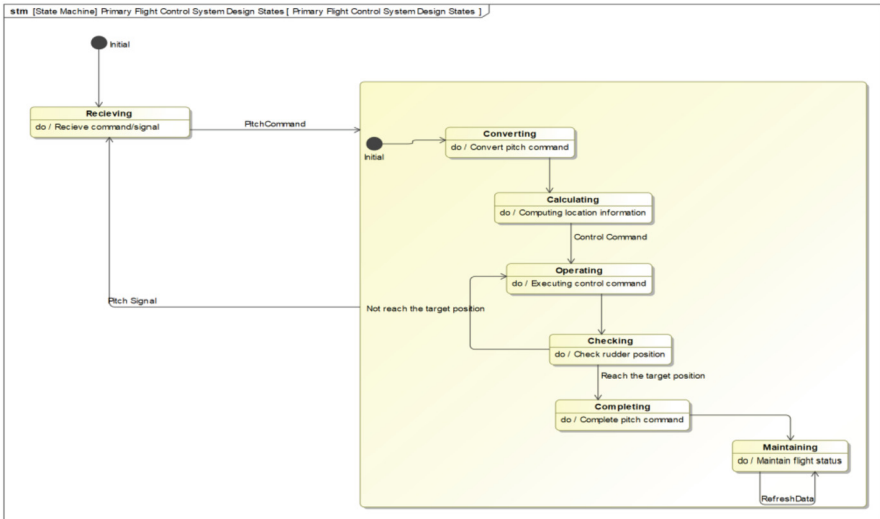 stm [State Machine] Primary Flight Control System Design States [ Primary Flight Control System Design States ]
Initial
Recieving
do / Recieve command/signal
PitchCommand
Initial
Converting
do / Convert pitch command
Calculating
do / Computing location information
Control Command
Operating
do / Executing control command
Pitch Signal
Not reach the target position
Checking
do / Check rudder position
Reach the target position
Completing
do / Complete pitch command
Maintaining
do / Maintain flight status
RefreshData